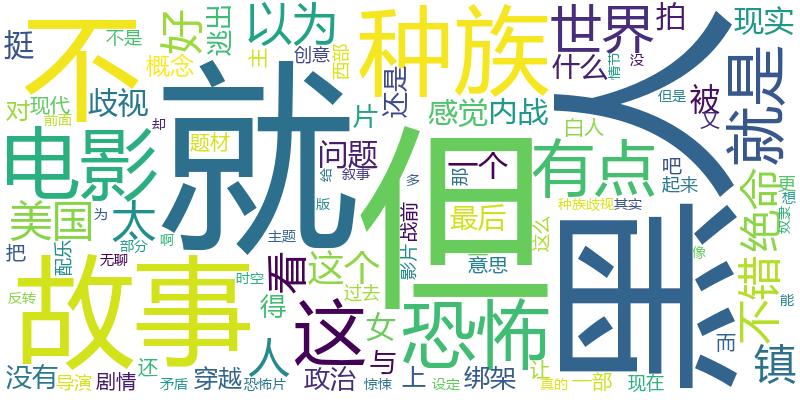 挺
不
好
逃出
以为
创意
主
西部
种族
世界
什么
情节
没
拍
现实
不是
概念
对
现代
前面
歧视
却
题材
片
还是
感觉
内战
白人
被
又
但是
就是
电影
就
问题
叙事
给
但
一个
那
多
有点
吧
起来
黑人
绝命
更
想
奴隶
不错
美国
太
为
部分
啊
把
配乐
无聊
版
主题
看
这个
战前
影片
最后
意思
这么
种族歧视
其实
像
能
故事
反转
时空
得
过去
这
恐怖
女
与
人
而
镇
没有
导演
剧情
还
矛盾
穿越
恐怖片
政治
惊悚
上
设定
绑架
让
真的
一部
现在